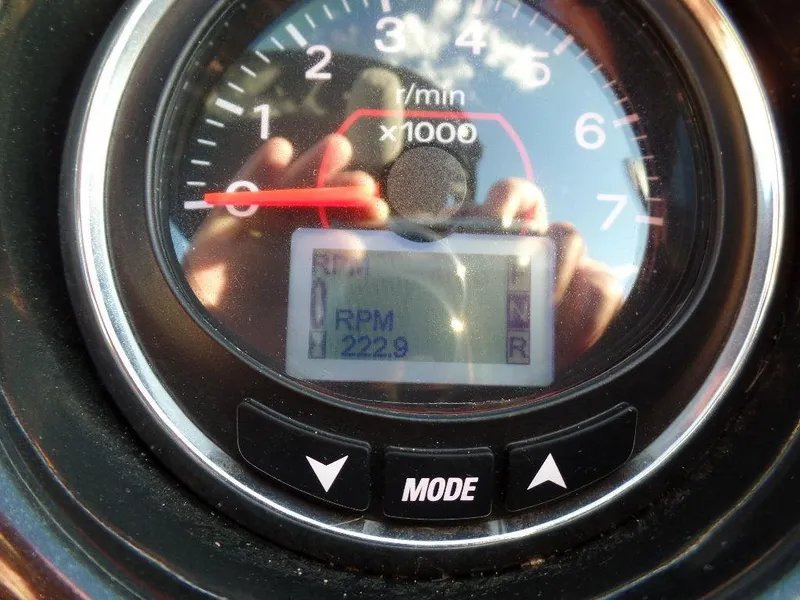 0 1 2 3 4 5 6 7
r/min
x1000
RPM
RPM
222.9
N
R
MODE